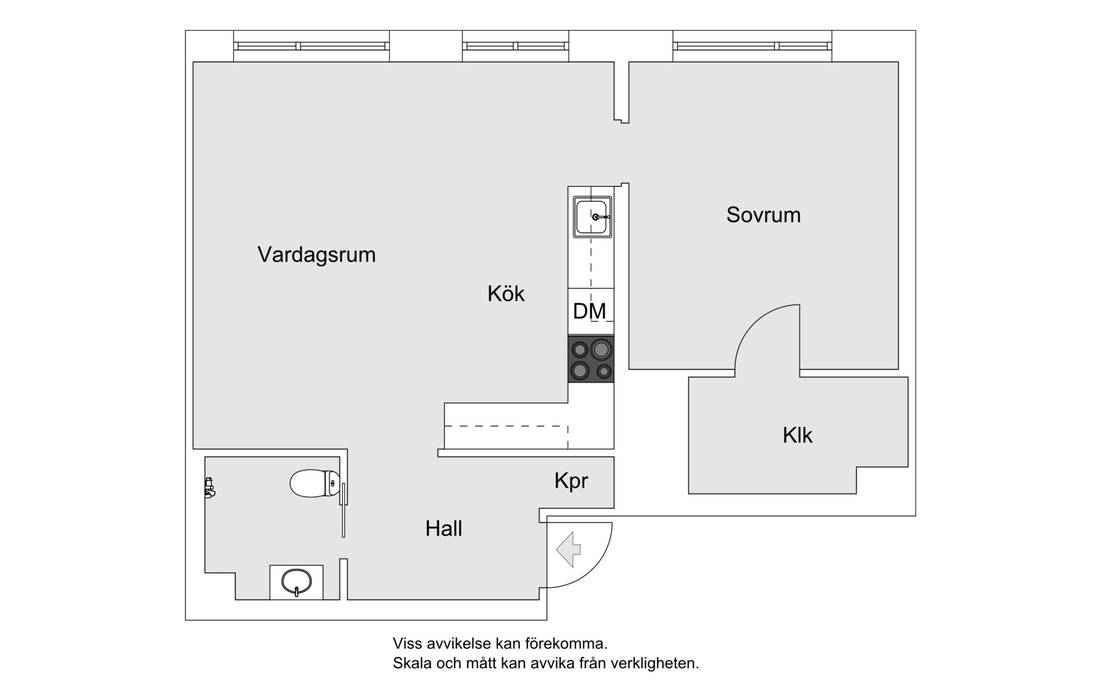 Sovrum
Vardagsrum
Kök
DM
Klk
Kpr
Hall
Viss avvikelse kan förekomma.
Skala och mått kan avvika från verkligheten.